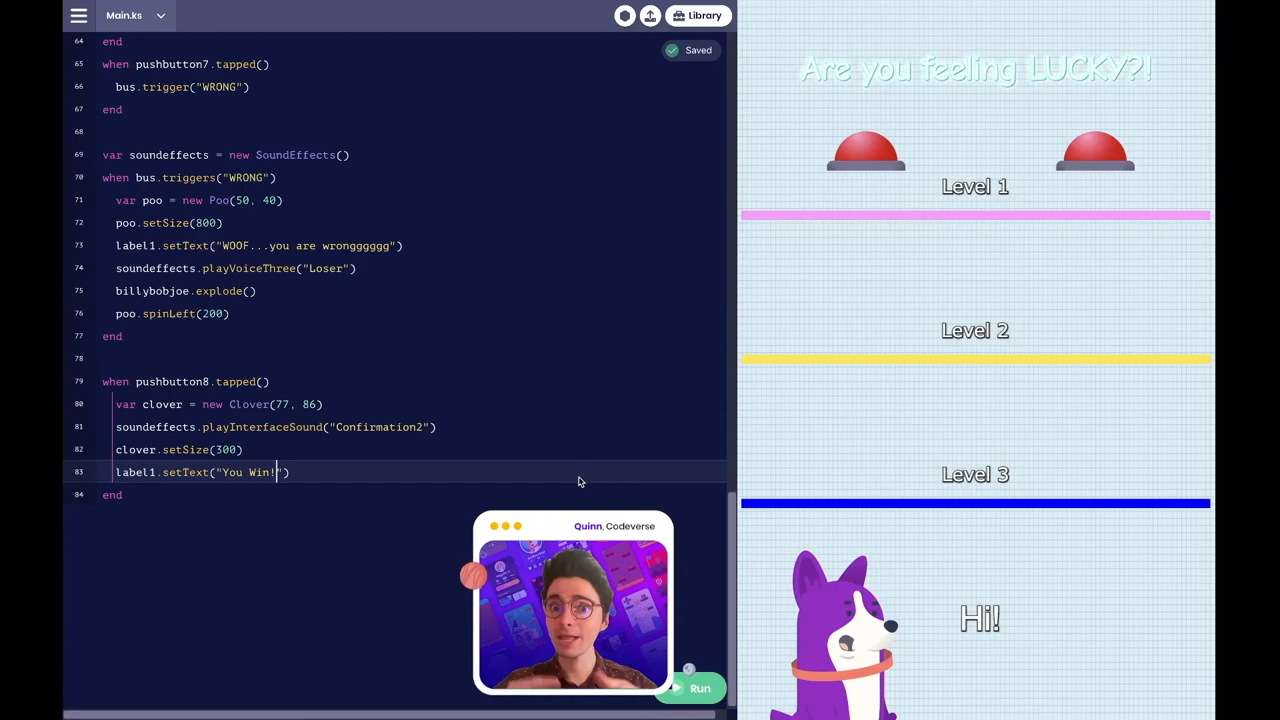 Main.ks
Library
Saved
64 end
65 when pushbutton7.tapped()
66 bus.trigger("WRONG")
67 end
68
69 var soundeffects = new SoundEffects()
70 when bus.triggers("WRONG")
71 var poo = new Poo(50, 40)
72 poo.setSize(800)
73 label1.setText("WOOF...you are wrongggggg")
74 soundeffects.playVoiceThree("Loser")
75 billybobjoe.explode()
76 poo.spinLeft(200)
77 end
78
79 when pushbutton8.tapped()
80 var clover = new Clover(77, 86)
81 soundeffects.playInterfaceSound("Confirmation2")
82 clover.setSize(300)
83 label1.setText("You Win!")
84 end
Quinn, Codeverse
Run
Are you feeling LUCKY?!
Level 1
Level 2
Level 3
Hi!